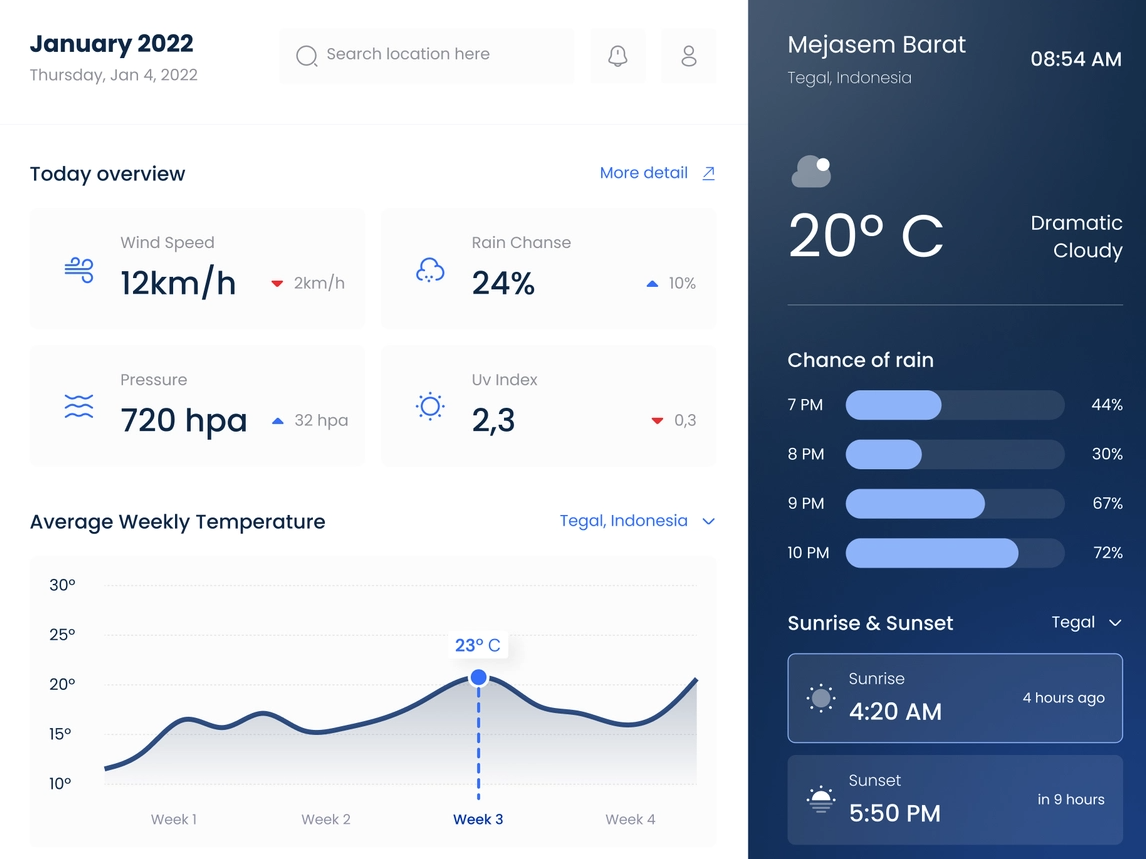 January 2022
Thursday, Jan 4, 2022
Search location here
Today overview
More detail
Wind Speed
12km/h
2km/h
Rain Chanse
24%
10%
Pressure
720 hpa
32 hpa
Uv Index
2,3
0,3
Average Weekly Temperature
Tegal, Indonesia
30°
25°
20°
15°
10°
23° C
Week 1
Week 2
Week 3
Week 4
Mejasem Barat
Tegal, Indonesia
08:54 AM
20° C
Dramatic
Cloudy
Chance of rain
7 PM 44%
8 PM 30%
9 PM 67%
10 PM 72%
Sunrise & Sunset
Tegal
Sunrise
4:20 AM
4 hours ago
Sunset
5:50 PM
in 9 hours